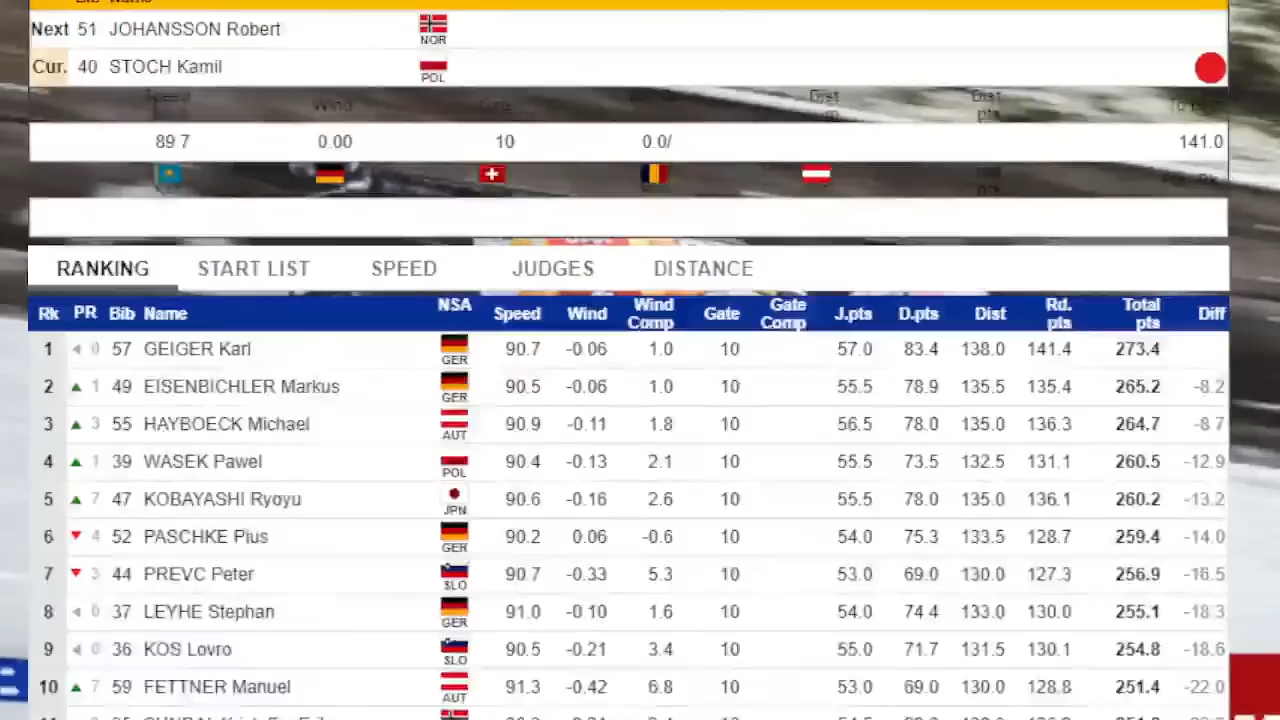 Next 51 JOHANSSON Robert NOR
Cur. 40 STOCH Kamil POL
Speed Wind Gate Dist Dist
m pts To beat
89.7 0.00 10 0.0/ 141.0
pts
RANKING START LIST SPEED JUDGES DISTANCE
Rk PR Bib Name NSA Speed Wind Wind Comp Gate Gate Comp J.pts D.pts Dist Rd. pts Total pts Diff
1 0 57 GEIGER Karl GER 90.7 -0.06 1.0 10 57.0 83.4 138.0 141.4 273.4
2 1 49 EISENBICHLER Markus GER 90.5 -0.06 1.0 10 55.5 78.9 135.5 135.4 265.2 -8.2
3 3 55 HAYBOECK Michael AUT 90.9 -0.11 1.8 10 56.5 78.0 135.0 136.3 264.7 -8.7
4 1 39 WASEK Pawel POL 90.4 -0.13 2.1 10 55.5 73.5 132.5 131.1 260.5 -12.9
5 7 47 KOBAYASHI Ryoyu JPN 90.6 -0.16 2.6 10 55.5 78.0 135.0 136.1 260.2 -13.2
6 4 52 PASCHKE Pius GER 90.2 0.06 -0.6 10 54.0 75.3 133.5 128.7 259.4 -14.0
7 3 44 PREVC Peter SLO 90.7 -0.33 5.3 10 53.0 69.0 130.0 127.3 256.9 -16.5
8 0 37 LEYHE Stephan GER 91.0 -0.10 1.6 10 54.0 74.4 133.0 130.0 255.1 -18.3
9 0 36 KOS Lovro SLO 90.5 -0.21 3.4 10 55.0 71.7 131.5 130.1 254.8 -18.6
10 7 59 FETTNER Manuel AUT 91.3 -0.42 6.8 10 53.0 69.0 130.0 128.8 251.4 -22.0